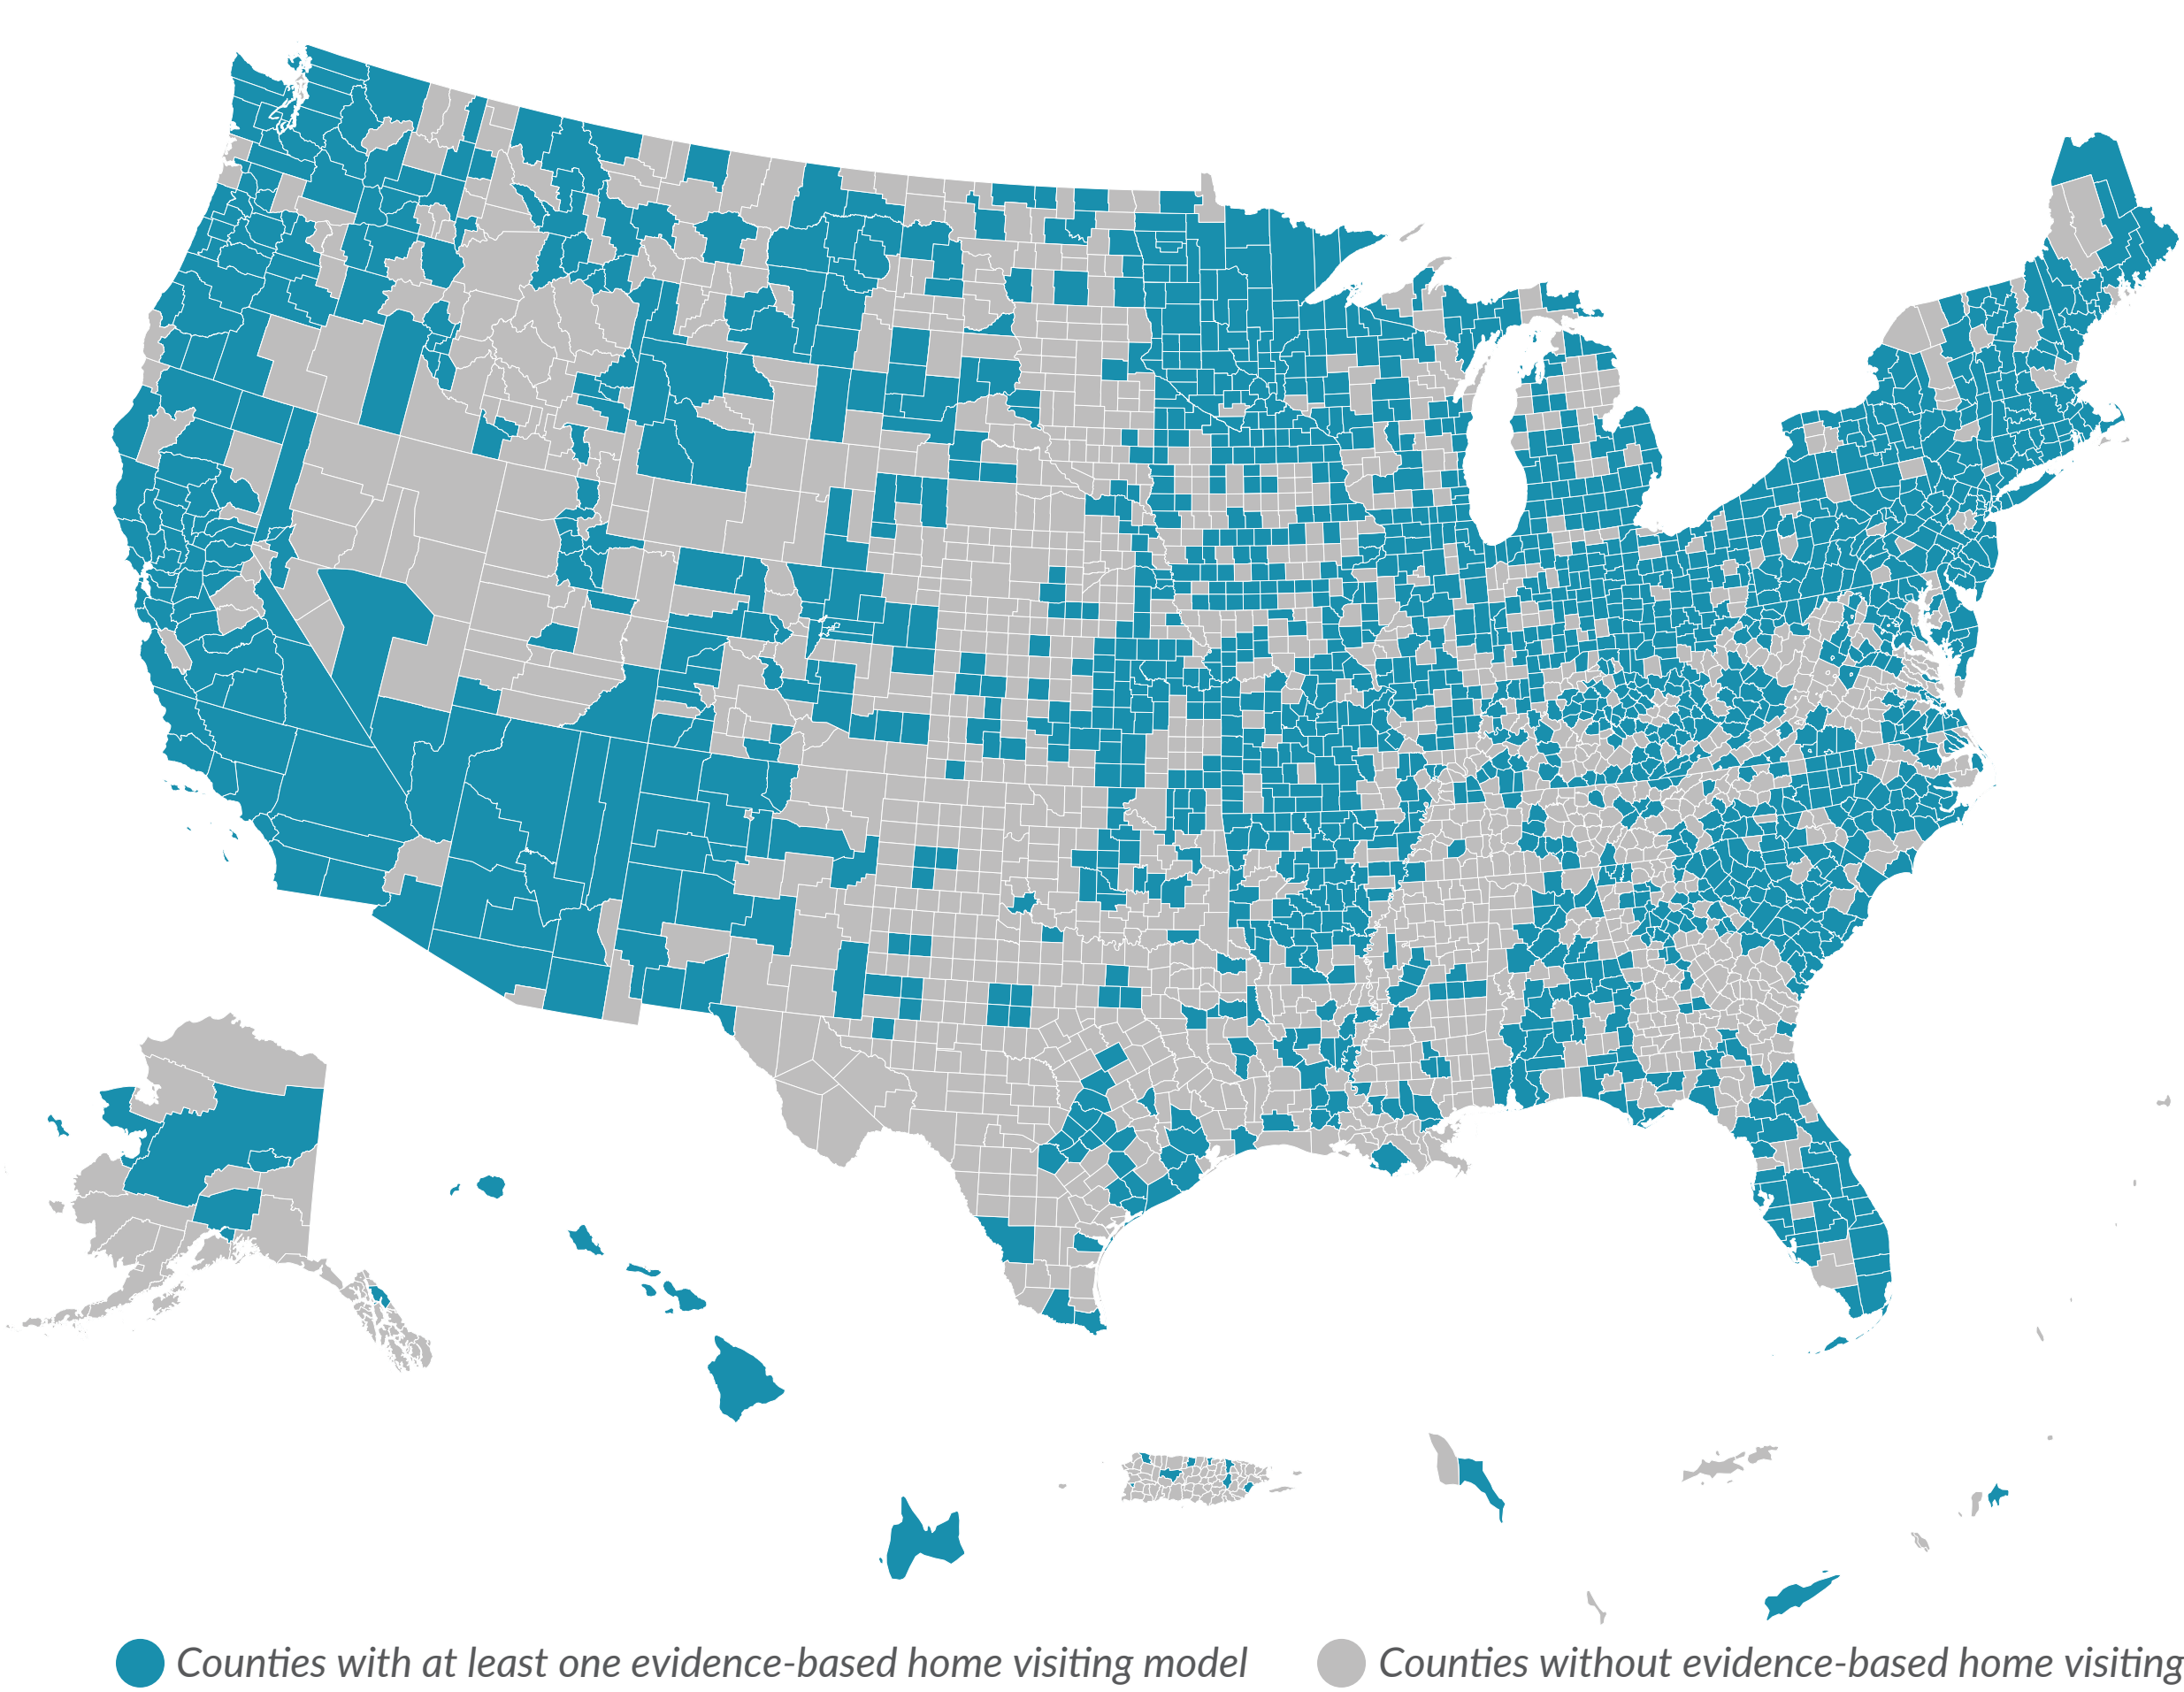 Counties with at least one evidence-based home visiting model
Counties without evidence-based home visiting